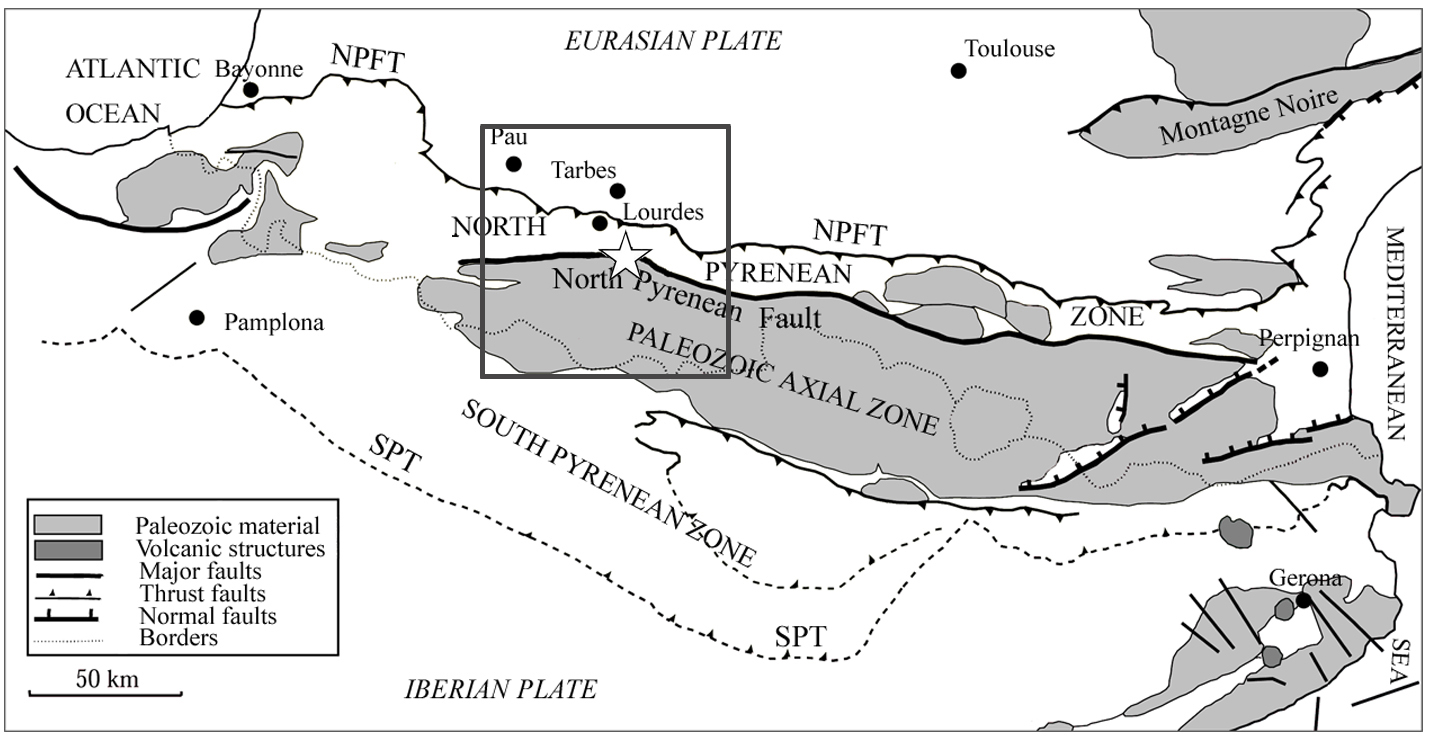 EURASIAN PLATE
Toulouse
NPFT
ATLANTIC
OCEAN
Bayonne
Montagne Noire
Pau
Tarbes
Lourdes
NORTH
NPFT
PYRENEAN
ZONE
North Pyrenean Fault
MEDITERRANEAN
Pamplona
Perpignan
PALEOZOIC AXIAL ZONE
SOUTH PYRENEAN ZONE
SPT
Paleozoic material
Volcanic structures
Major faults
Thrust faults
Normal faults
Borders
Gerona
SPT
SEA
50 km
IBERIAN PLATE